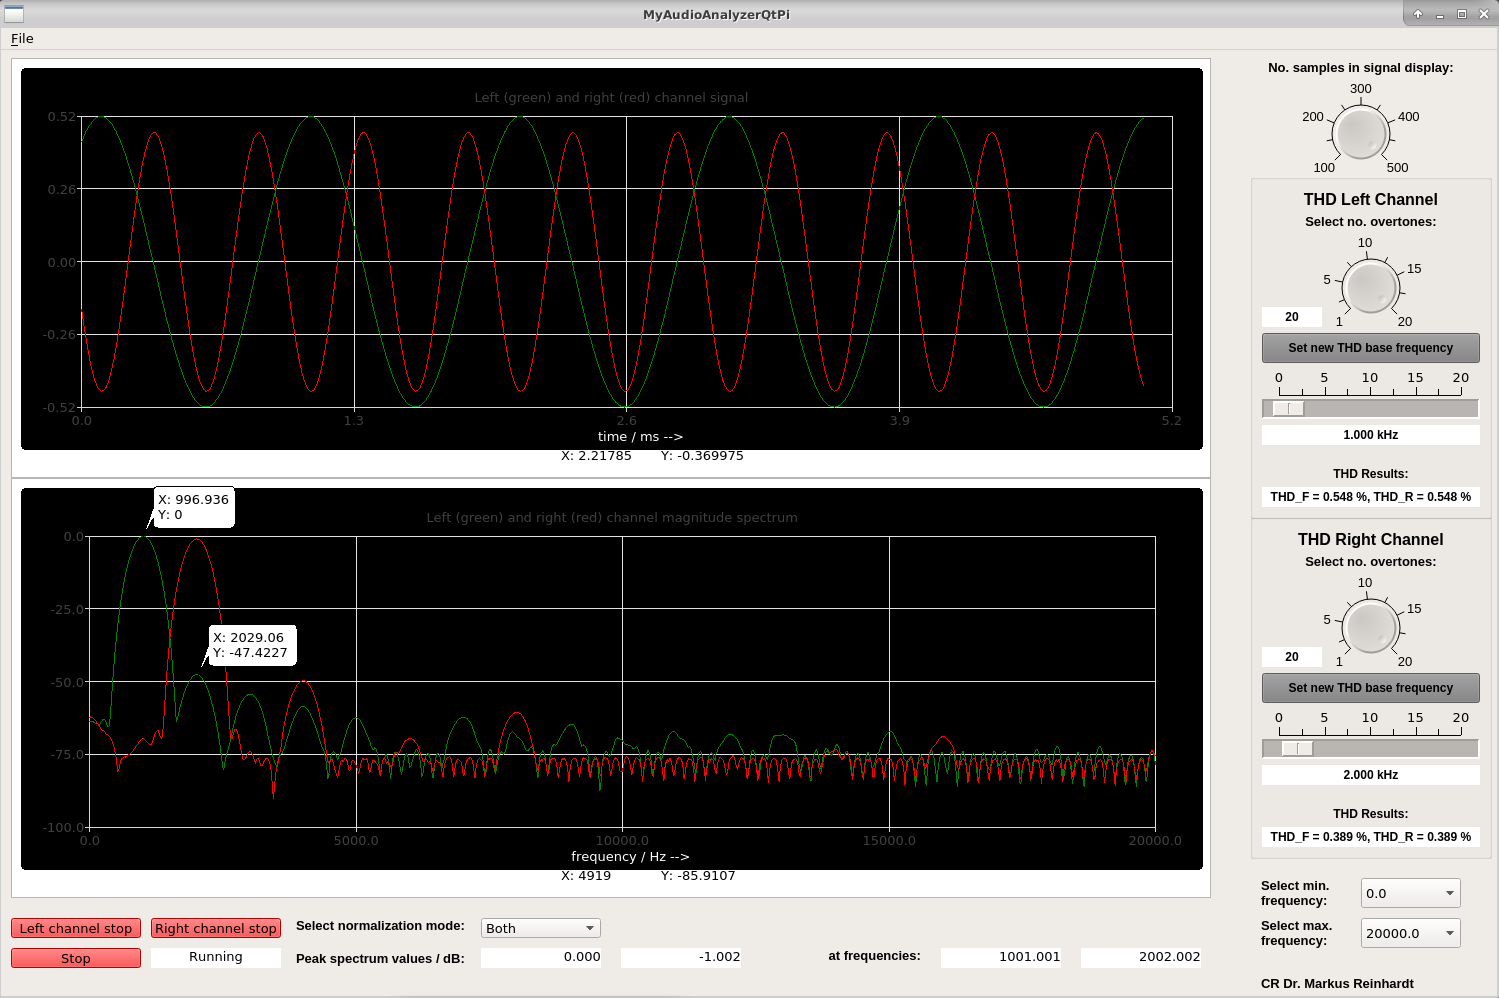 MyAudioAnalyzerQtPi
File
Left (green) and right (red) channel signal
0.52
0.26
0.00
-0.26
-0.52
0.0 1.3 2.6 3.9 5.2
time / ms -->
X: 2.21785 Y: -0.369975
X: 996.936
Y: 0
Left (green) and right (red) channel magnitude spectrum
X: 2029.06
Y: -47.4227
0.0
-25.0
-50.0
-75.0
-100.0
0.0 5000.0 10000.0 15000.0 20000.0
frequency / Hz -->
X: 4919 Y: -85.9107
No. samples in signal display:
300
200 400
100 500
THD Left Channel
Select no. overtones:
10
5 15
1 20
20
Set new THD base frequency
0 5 10 15 20
1.000 kHz
THD Results:
THD_F = 0.548 %, THD_R = 0.548 %
THD Right Channel
Select no. overtones:
10
5 15
1 20
20
Set new THD base frequency
0 5 10 15 20
2.000 kHz
THD Results:
THD_F = 0.389 %, THD_R = 0.389 %
Select min.
frequency:
0.0
Select max.
frequency:
20000.0
Left channel stop Right channel stop Select normalization mode: Both
Stop Running Peak spectrum values / dB: 0.000 -1.002 at frequencies: 1001.001 2002.002
CR Dr. Markus Reinhardt